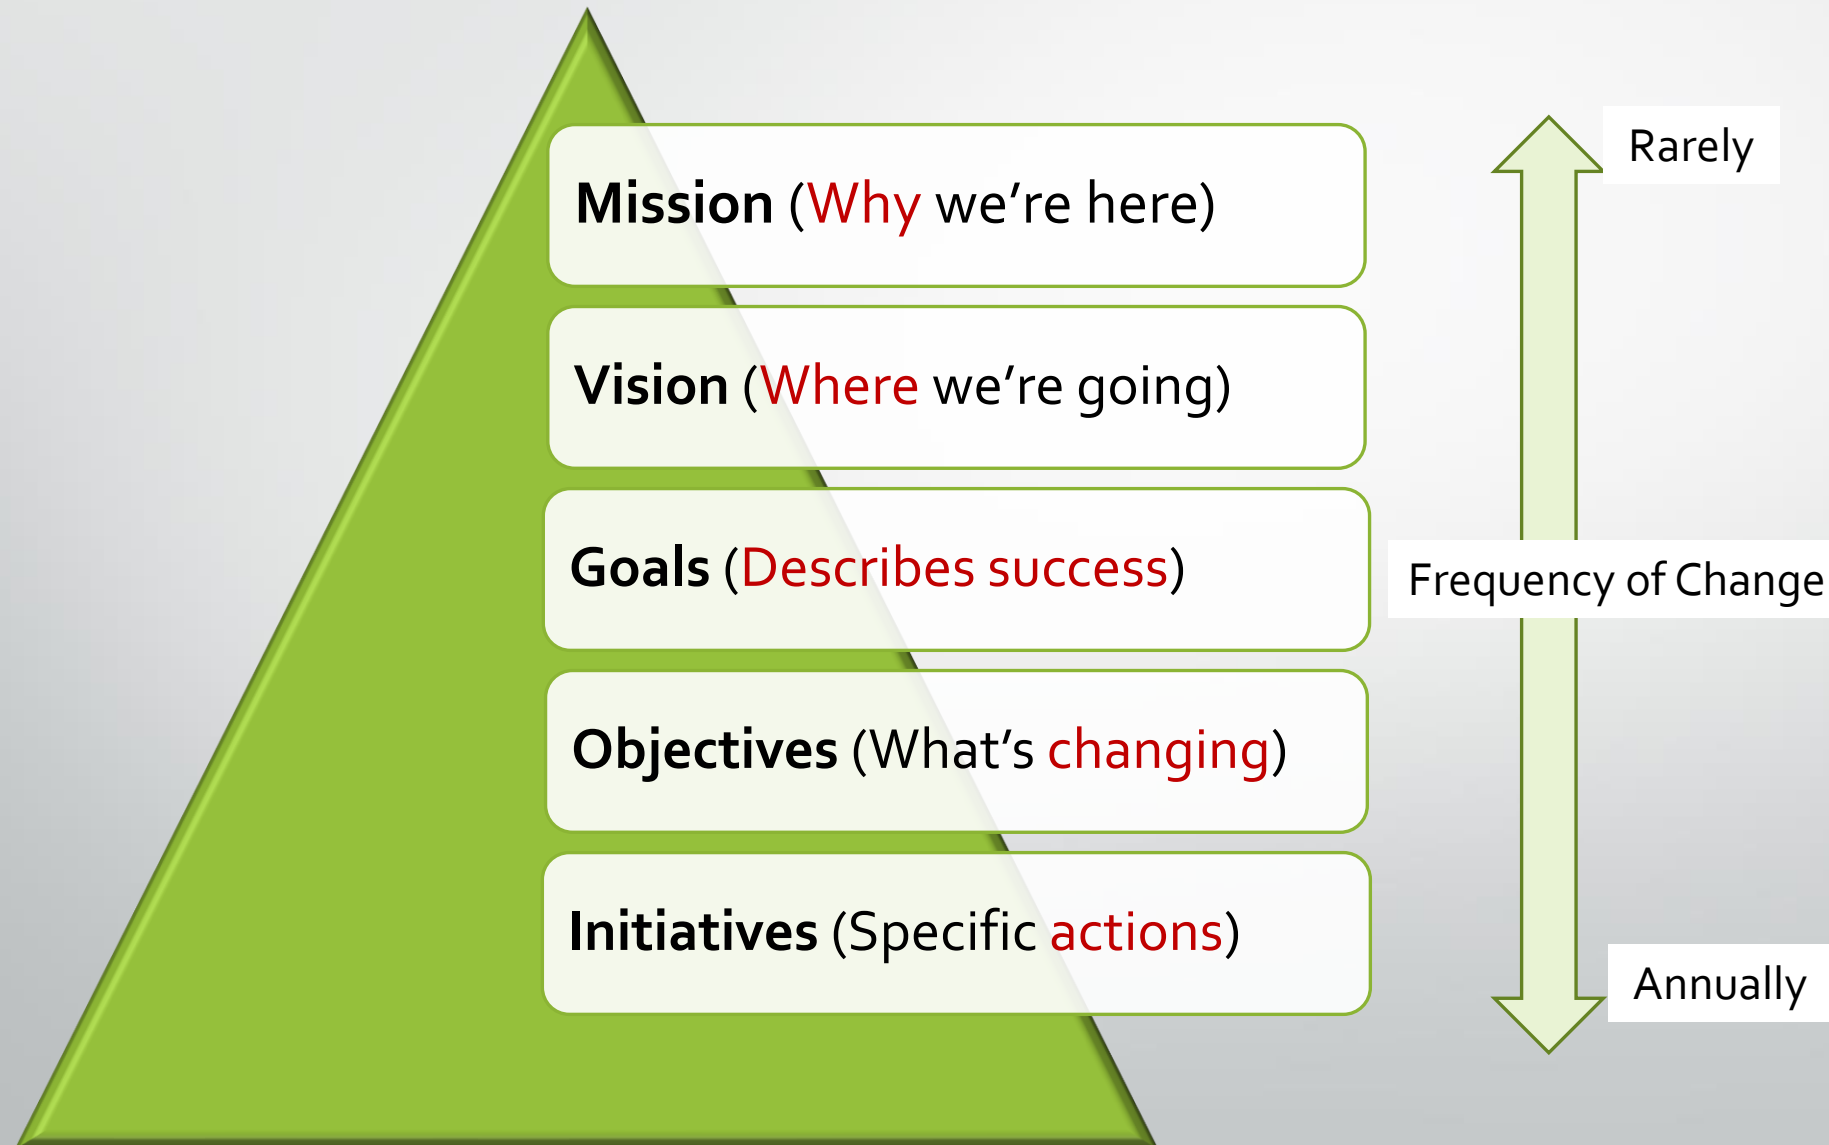 Mission (Why we’re here)
Vision (Where we’re going)
Goals (Describes success)
Objectives (What’s changing)
Initiatives (Specific actions)
Rarely
Frequency of Change
Annually